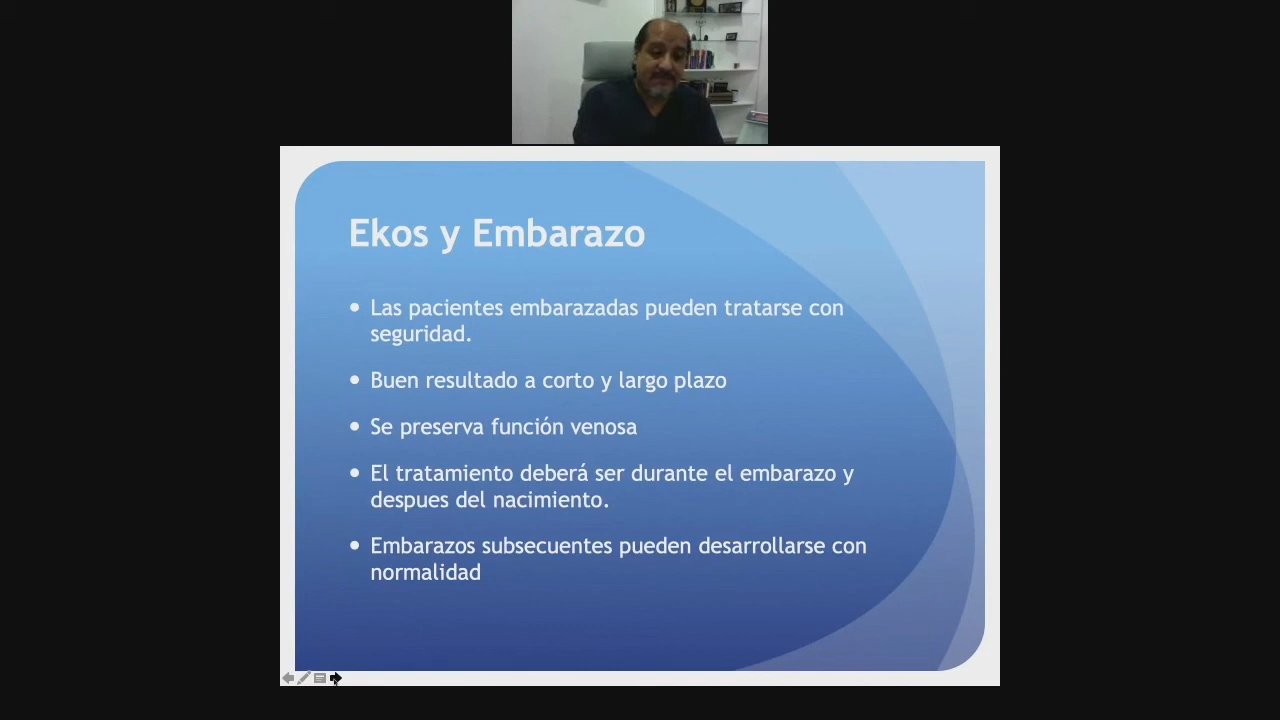 Ekos y Embarazo
• Las pacientes embarazadas pueden tratarse con
seguridad.
• Buen resultado a corto y largo plazo
• Se preserva función venosa
• El tratamiento deberá ser durante el embarazo y
despues del nacimiento.
• Embarazos subsecuentes pueden desarrollarse con
normalidad